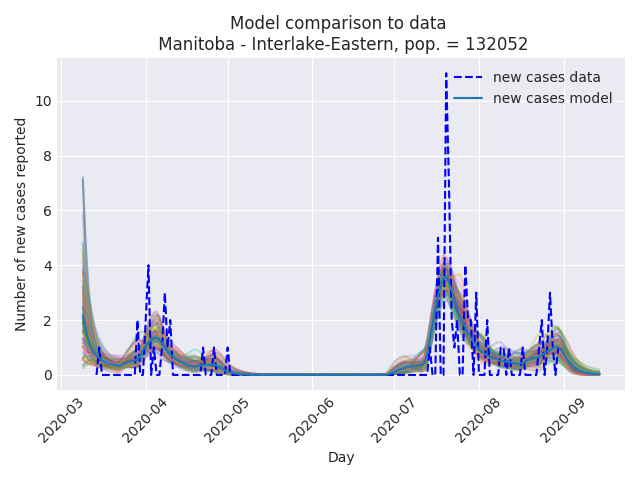 Model comparison to data
Manitoba - Interlake-Eastern, pop. = 132052
new cases data
new cases model
Number of new cases reported
10
8
6
4
2
0
2020-03
2020-04
2020-05
2020-06
2020-07
2020-08
2020-09
Day